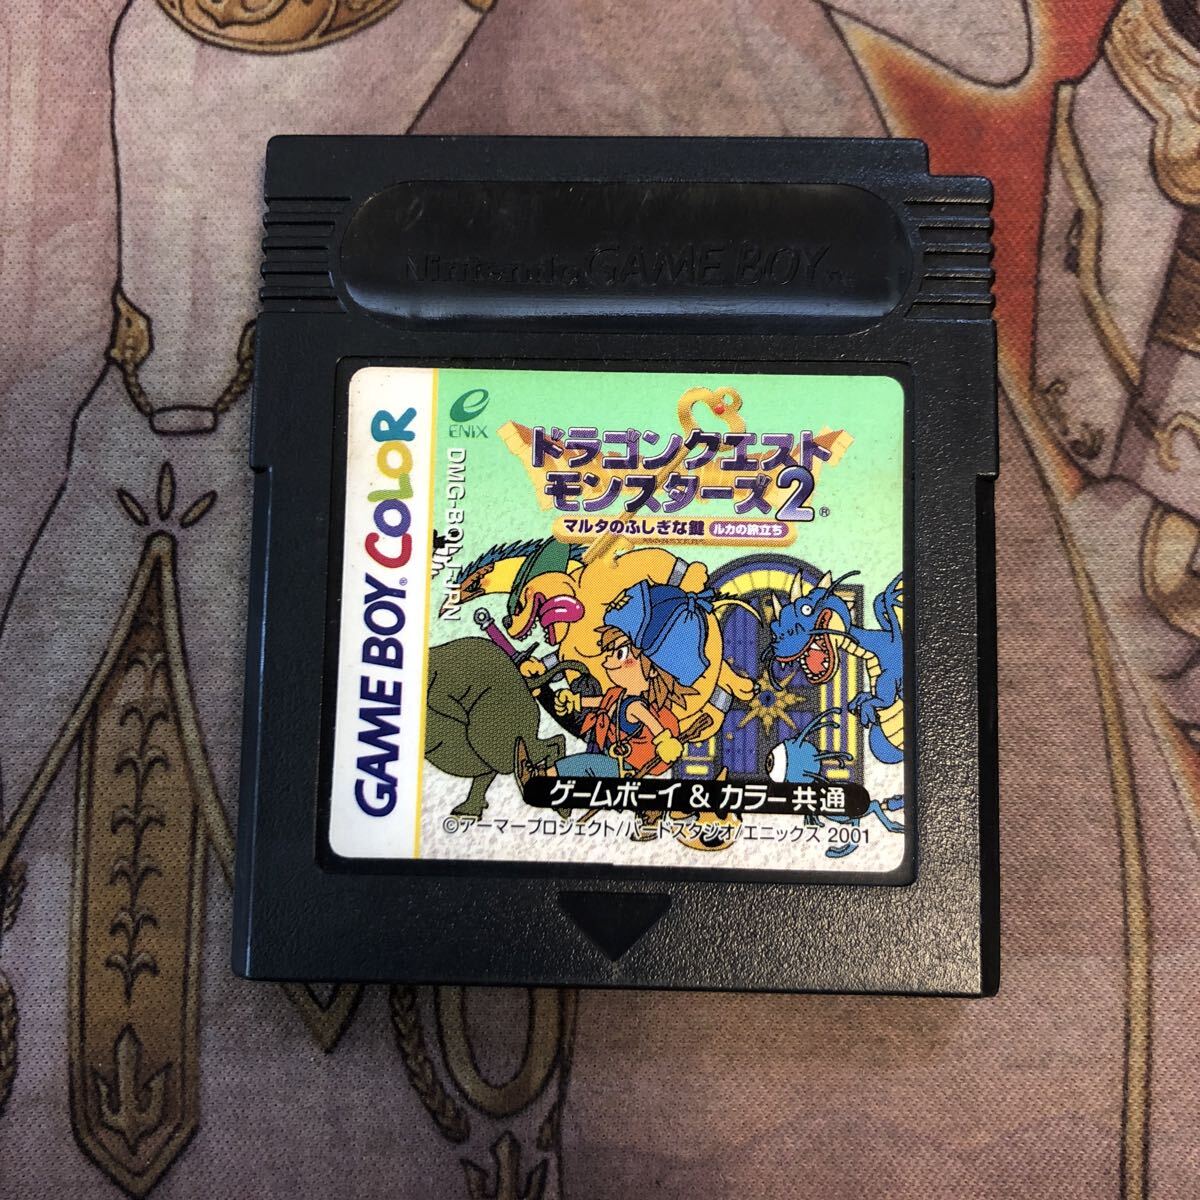 Nintendo GAME BOY
GAME BOY COLOR
ENIX
ドラゴンクエスト
モンスターズ2
マルタのふしぎな鍵 ルカの旅立ち
ゲームボーイ & カラー共通
©アーマープロジェクト/バードスタジオ/エニックス 2001